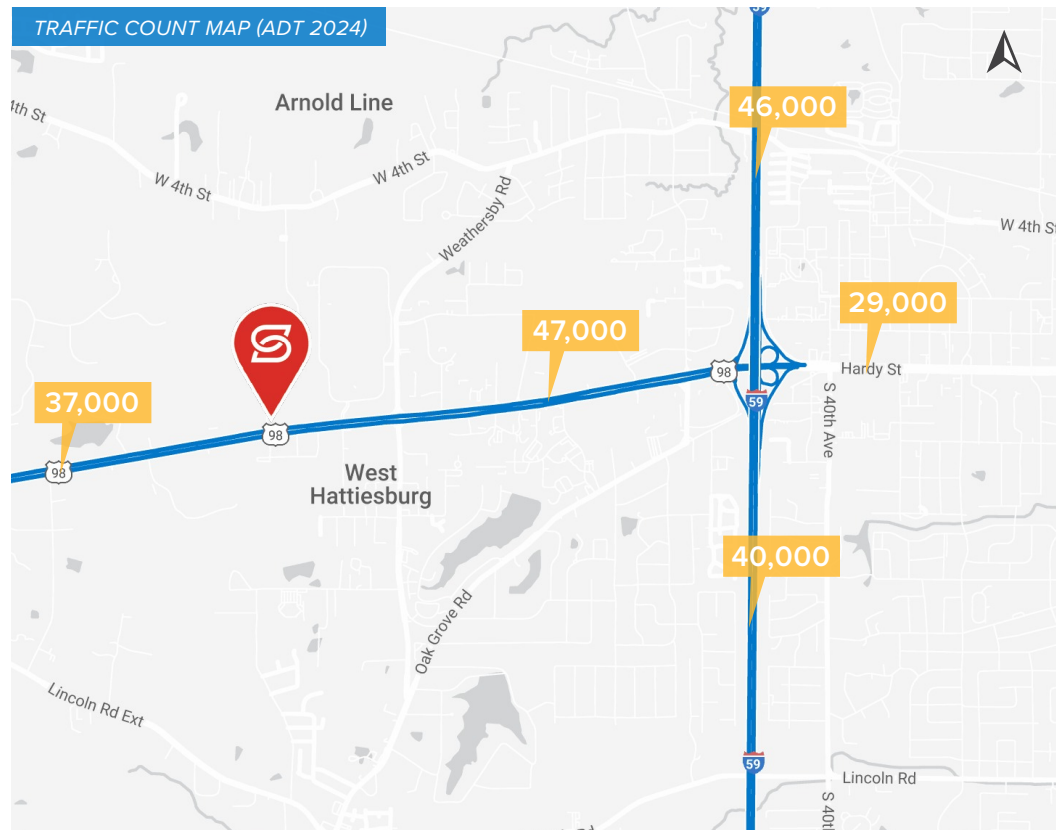 TRAFFIC COUNT MAP (ADT 2024)
59
Arnold Line
46,000
4th St
W 4th St
W 4th St
Weathersby Rd
W 4th St
29,000
47,000
98
Hardy St
37,000
59
S 40th Ave
98
98
West
Hattiesburg
40,000
Oak Grove Rd
Lincoln Rd Ext
59
Lincoln Rd
S 40th